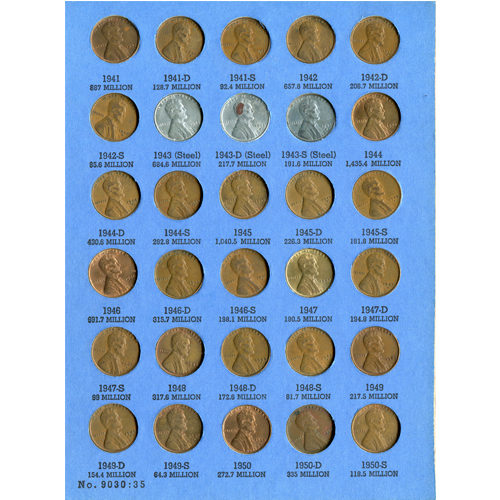 1941 1941-D 1941-S 1942 1942-D
887 MILLION 128.7 MILLION 92.4 MILLION 657.8 MILLION 206.7 MILLION
1942-S 1943 (Steel) 1943-D (Steel) 1943-S (Steel) 1944
85.6 MILLION 684.6 MILLION 217.7 MILLION 191.6 MILLION 1,435.4 MILLION
1944-D 1944-S 1945 1945-D 1945-S
430.6 MILLION 282.8 MILLION 1,040.5 MILLION 226.3 MILLION 181.8 MILLION
1946 1946-D 1946-S 1947 1947-D
991.7 MILLION 315.7 MILLION 198.1 MILLION 190.5 MILLION 194.8 MILLION
1947-S 1948 1948-D 1948-S 1949
99 MILLION 317.6 MILLION 172.6 MILLION 81.7 MILLION 217.5 MILLION
1949-D 1949-S 1950 1950-D 1950-S
154.4 MILLION 64.3 MILLION 272.7 MILLION 335 MILLION 118.5 MILLION
No. 9030:35